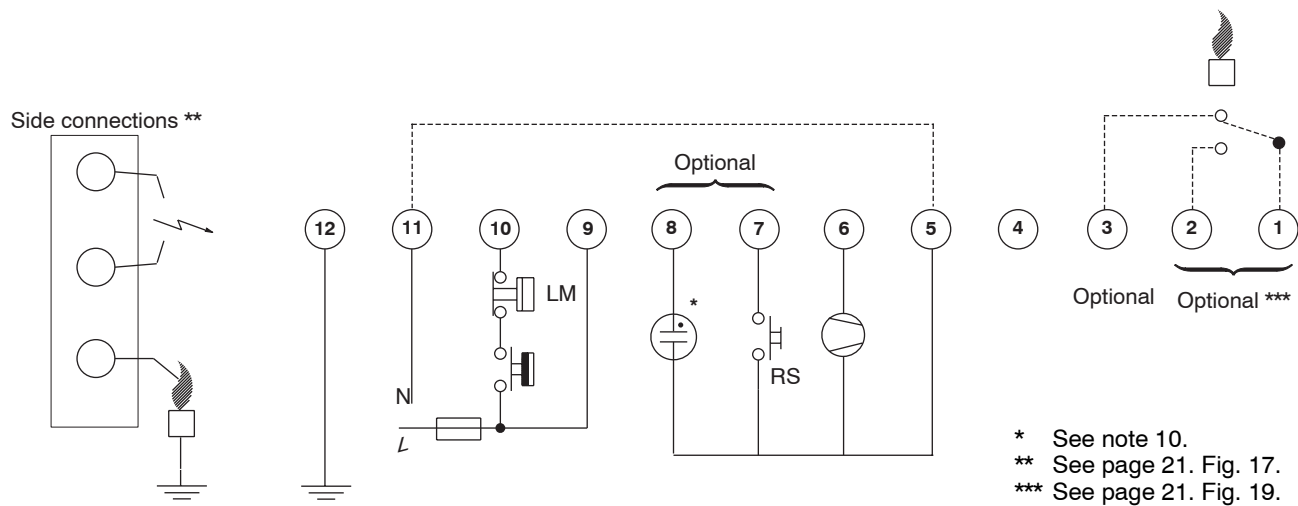 Side connections **
Optional
12 11 10 9 8 7 6 5 4 3 2 1
LM
*
Optional Optional ***
RS
N
L
* See note 10.
** See page 21. Fig. 17.
*** See page 21. Fig. 19.